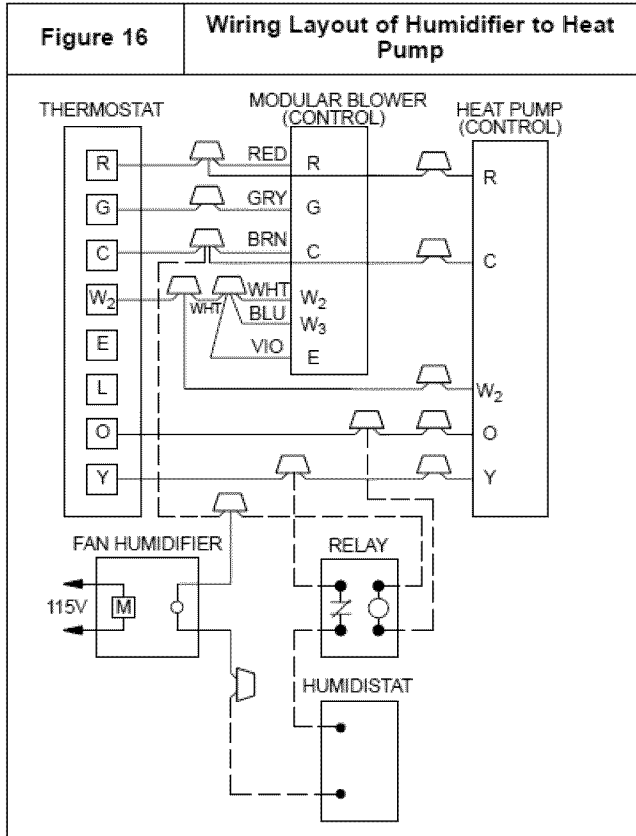 Figure 16
Wiring Layout of Humidifier to Heat
Pump
THERMOSTAT
MODULAR BLOWER
(CONTROL)
HEAT PUMP
(CONTROL)
R
RED
R
R
G
GRY
G
C
BRN
C
C
W2
WHT
WHT
W2
BLU
W3
E
VIO
E
L
W2
O
O
Y
Y
FAN HUMIDIFIER
RELAY
115V
M
HUMIDISTAT